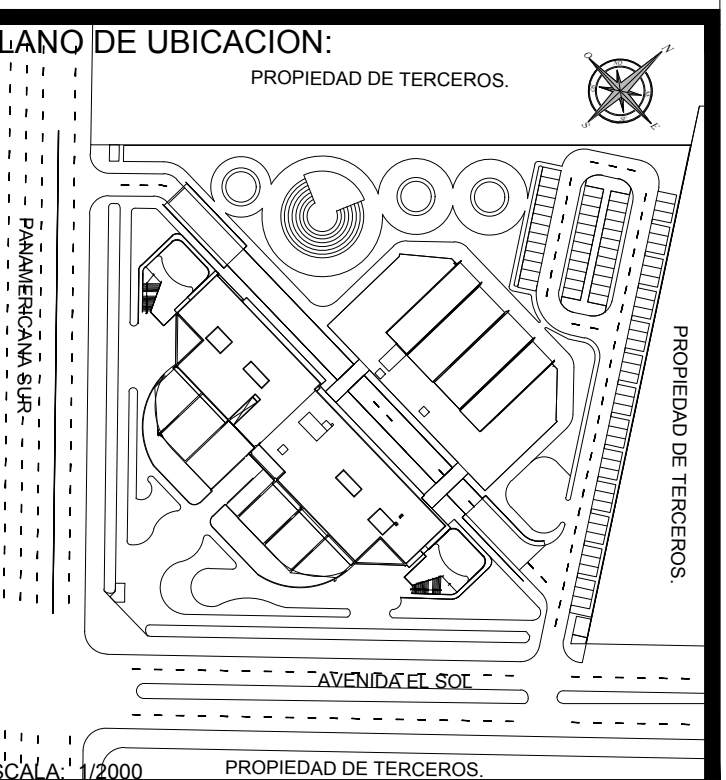 LANO DE UBICACION:
PROPIEDAD DE TERCEROS.
O
N
S
E
PANAMERICANA SUR
PROPIEDAD DE TERCEROS.
AVENIDA EL SOL
SCALA: 1/2000
PROPIEDAD DE TERCEROS.